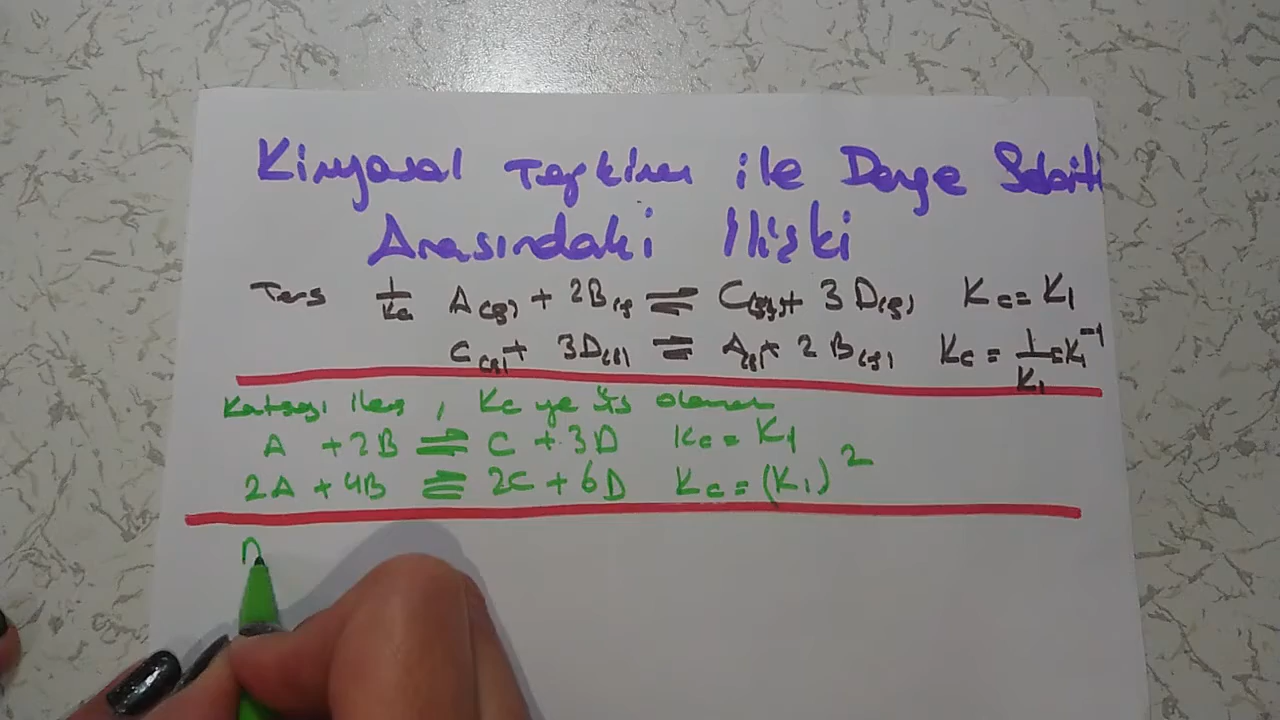 Kimyasal Tepkime ile Denge Sabiti
Arasındaki İlişki
Ters 1/Kc A(g) + 2B(g) ⇌ C(g) + 3D(g) Kc = K1
C(g) + 3D(g) ⇌ A(g) + 2B(g) Kc = 1/K1 = K1^-1
Katsayı ile, Kc ye üs olarak
A + 2B ⇌ C + 3D Kc = K1
2A + 4B ⇌ 2C + 6D Kc = (K1)^2